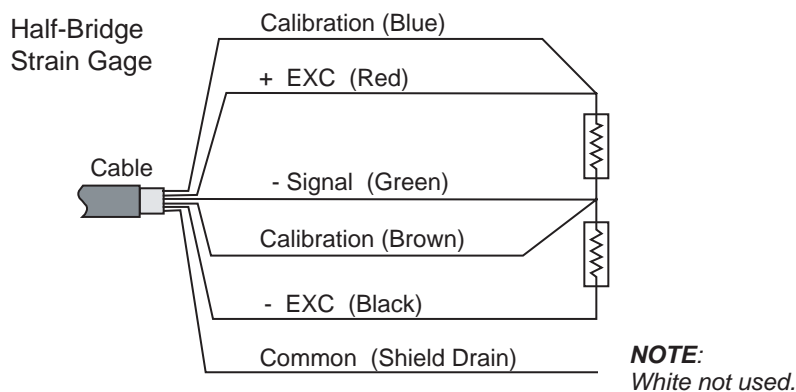 Half-Bridge
Strain Gage
Calibration (Blue)
+ EXC (Red)
Cable
- Signal (Green)
Calibration (Brown)
- EXC (Black)
Common (Shield Drain)
NOTE:
White not used.